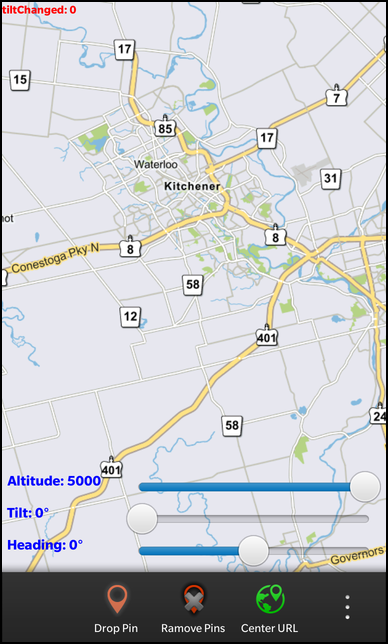 tiltChanged: 0
17
15
7
85
17
Waterloo
Kitchener
31
not
8
8
Conestoga Pky N
58
12
401
24
58
401
Altitude: 5000
Tilt: 0°
Heading: 0°
Governors
Drop Pin
Ramove Pins
Center URL